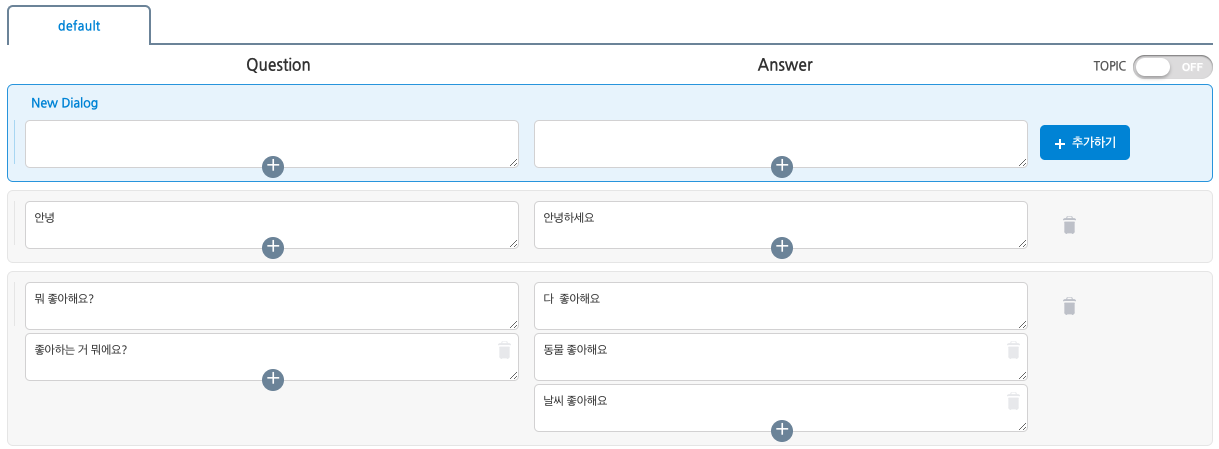 default
Question Answer TOPIC OFF
New Dialog
+ 추가하기
안녕 안녕하세요
뭐 좋아해요? 다 좋아해요
좋아하는 거 뭐에요? 동물 좋아해요
날씨 좋아해요